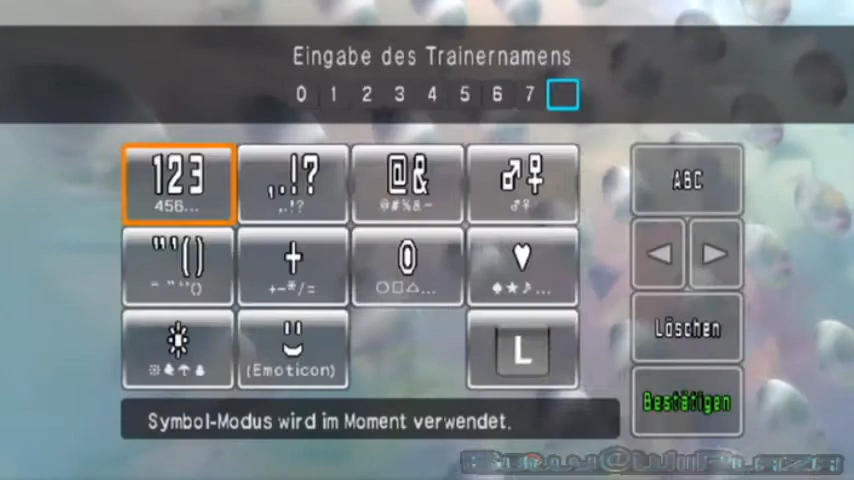 Eingabe des Trainernamens
0 1 2 3 4 5 6 7
123 ,.!? @& ♂♀ ABC
456... ,.!? @#%&~ ♂♀
"'() + O ♥ ◀ ▶
+-*/= ○□△... ♠★♪...
L Löschen
(Emoticon)
Bestätigen
Symbol-Modus wird im Moment verwendet.